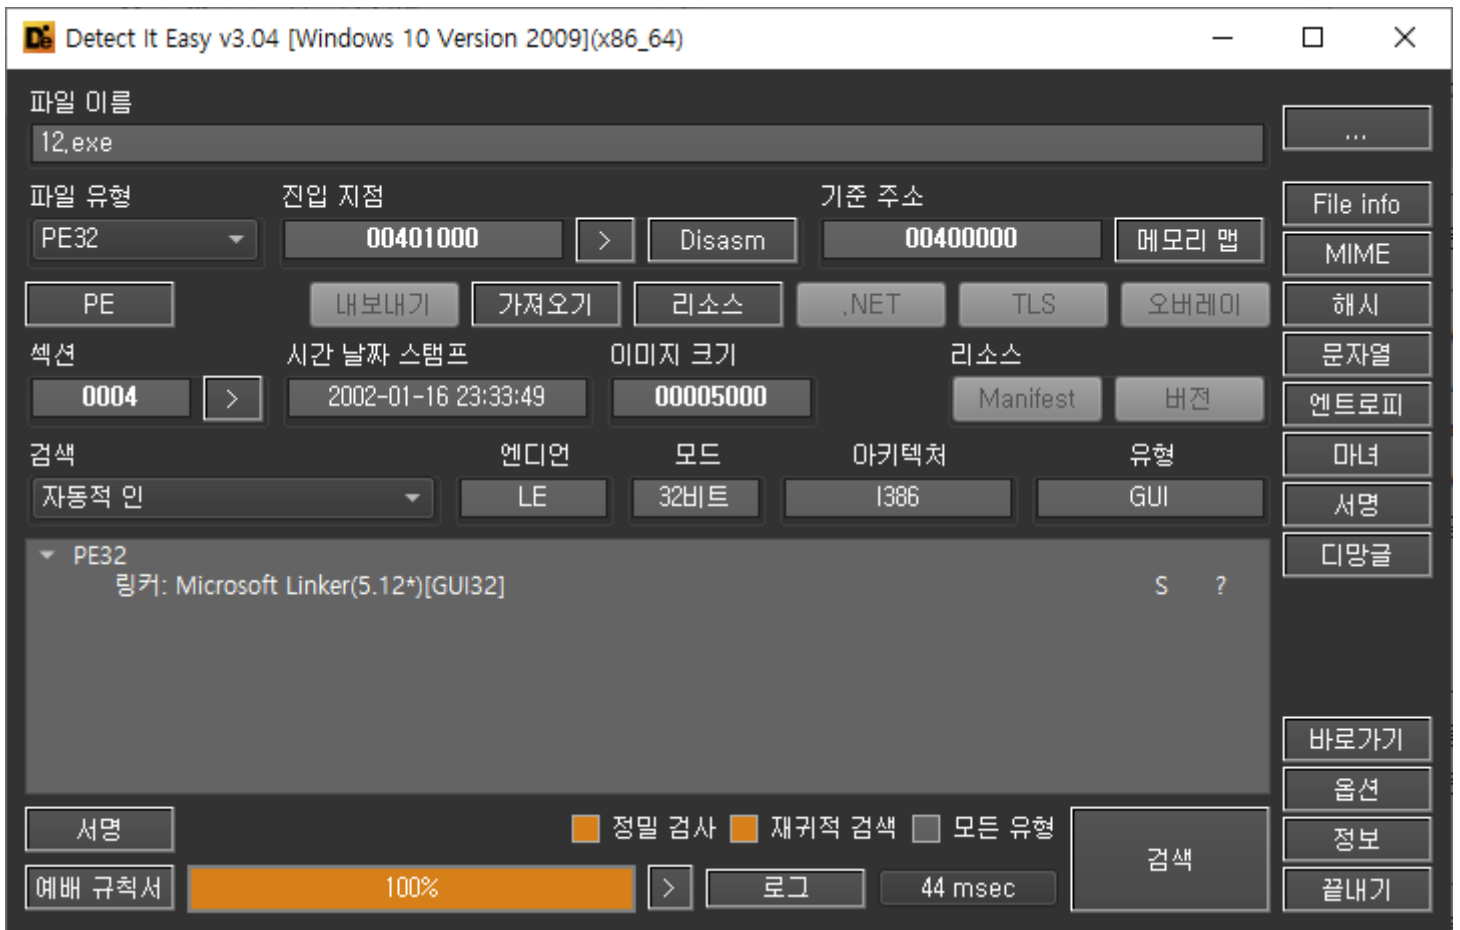 Detect It Easy v3.04 [Windows 10 Version 2009](x86_64)
파일 이름
12.exe
...
파일 유형 진입 지점 기준 주소
File info
PE32 00401000 > Disasm 00400000 메모리 맵
MIME
PE 내보내기 가져오기 리소스 .NET TLS 오버레이 해시
섹션 시간 날짜 스탬프 이미지 크기 리소스 문자열
0004 > 2002-01-16 23:33:49 00005000 Manifest 버전 엔트로피
검색 엔디언 모드 아키텍처 유형 마녀
자동적 인 LE 32비트 I386 GUI 서명
디망글
PE32
링커: Microsoft Linker(5.12*)[GUI32] S ?
바로가기
옵션
서명 정밀 검사 재귀적 검색 모든 유형 검색 정보
예배 규칙서 100% > 로그 44 msec 끝내기